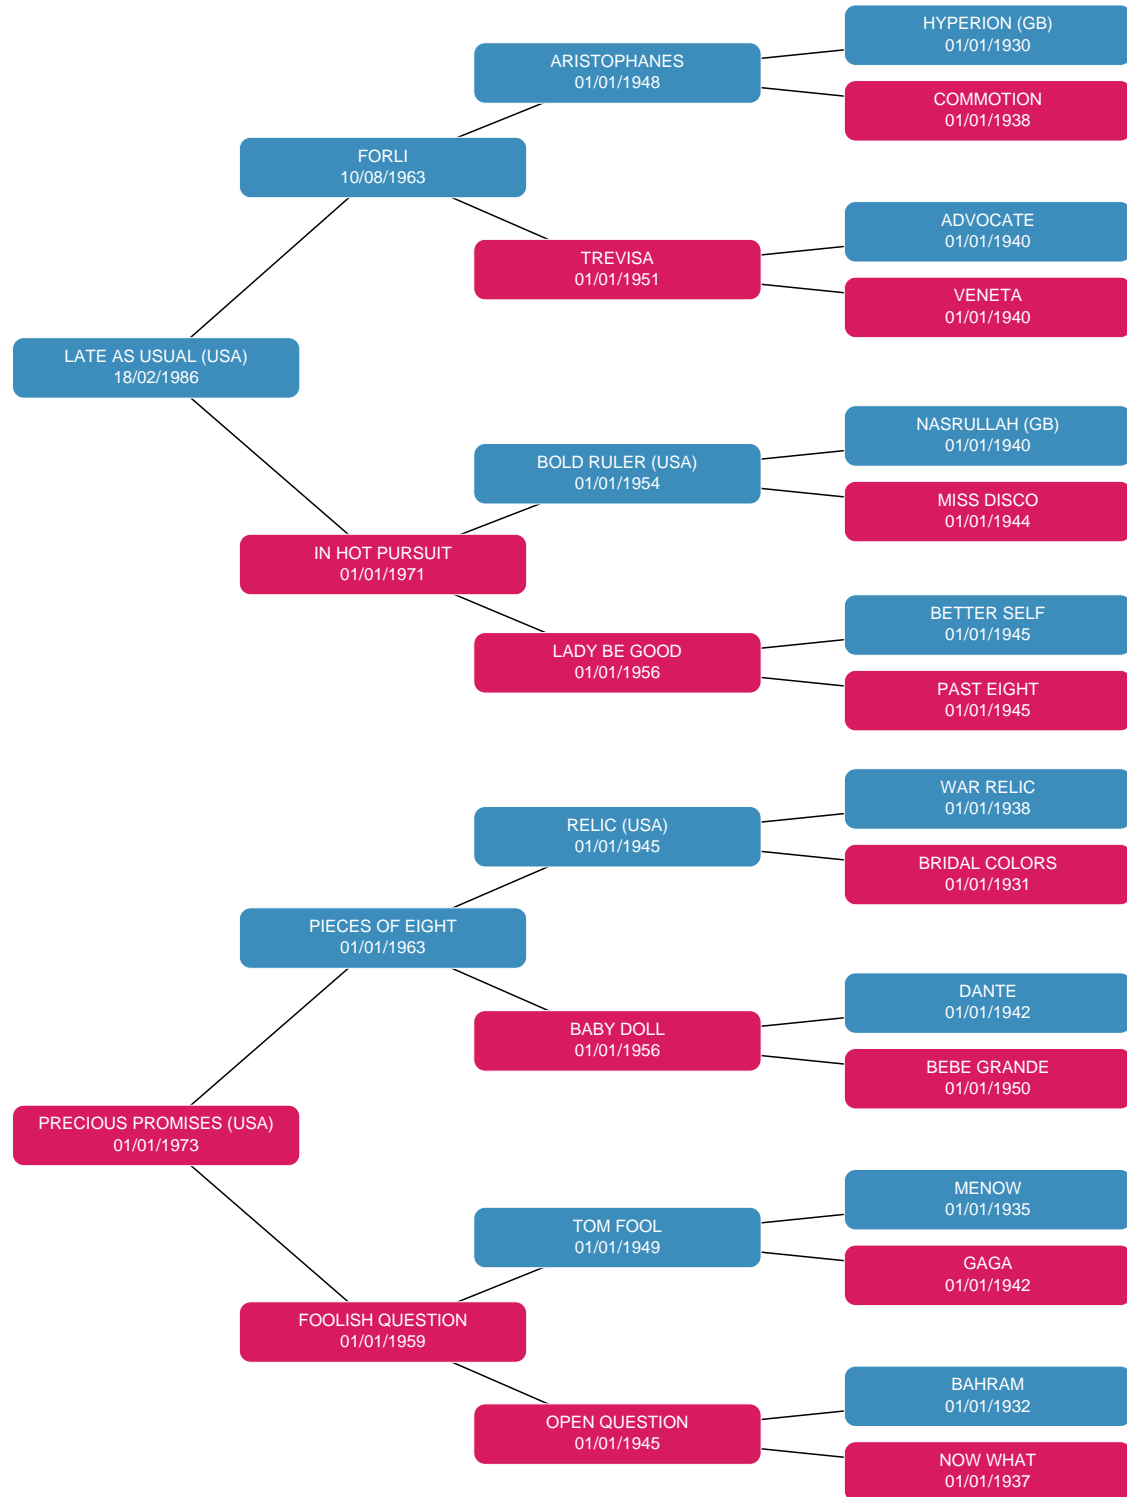 HYPERION (GB)
01/01/1930
ARISTOPHANES
01/01/1948
COMMOTION
01/01/1938
FORLI
10/08/1963
ADVOCATE
01/01/1940
TREVISA
01/01/1951
VENETA
01/01/1940
LATE AS USUAL (USA)
18/02/1986
NASRULLAH (GB)
01/01/1940
BOLD RULER (USA)
01/01/1954
MISS DISCO
01/01/1944
IN HOT PURSUIT
01/01/1971
BETTER SELF
01/01/1945
LADY BE GOOD
01/01/1956
PAST EIGHT
01/01/1945
WAR RELIC
01/01/1938
RELIC (USA)
01/01/1945
BRIDAL COLORS
01/01/1931
PIECES OF EIGHT
01/01/1963
DANTE
01/01/1942
BABY DOLL
01/01/1956
BEBE GRANDE
01/01/1950
PRECIOUS PROMISES (USA)
01/01/1973
MENOW
01/01/1935
TOM FOOL
01/01/1949
GAGA
01/01/1942
FOOLISH QUESTION
01/01/1959
BAHRAM
01/01/1932
OPEN QUESTION
01/01/1945
NOW WHAT
01/01/1937